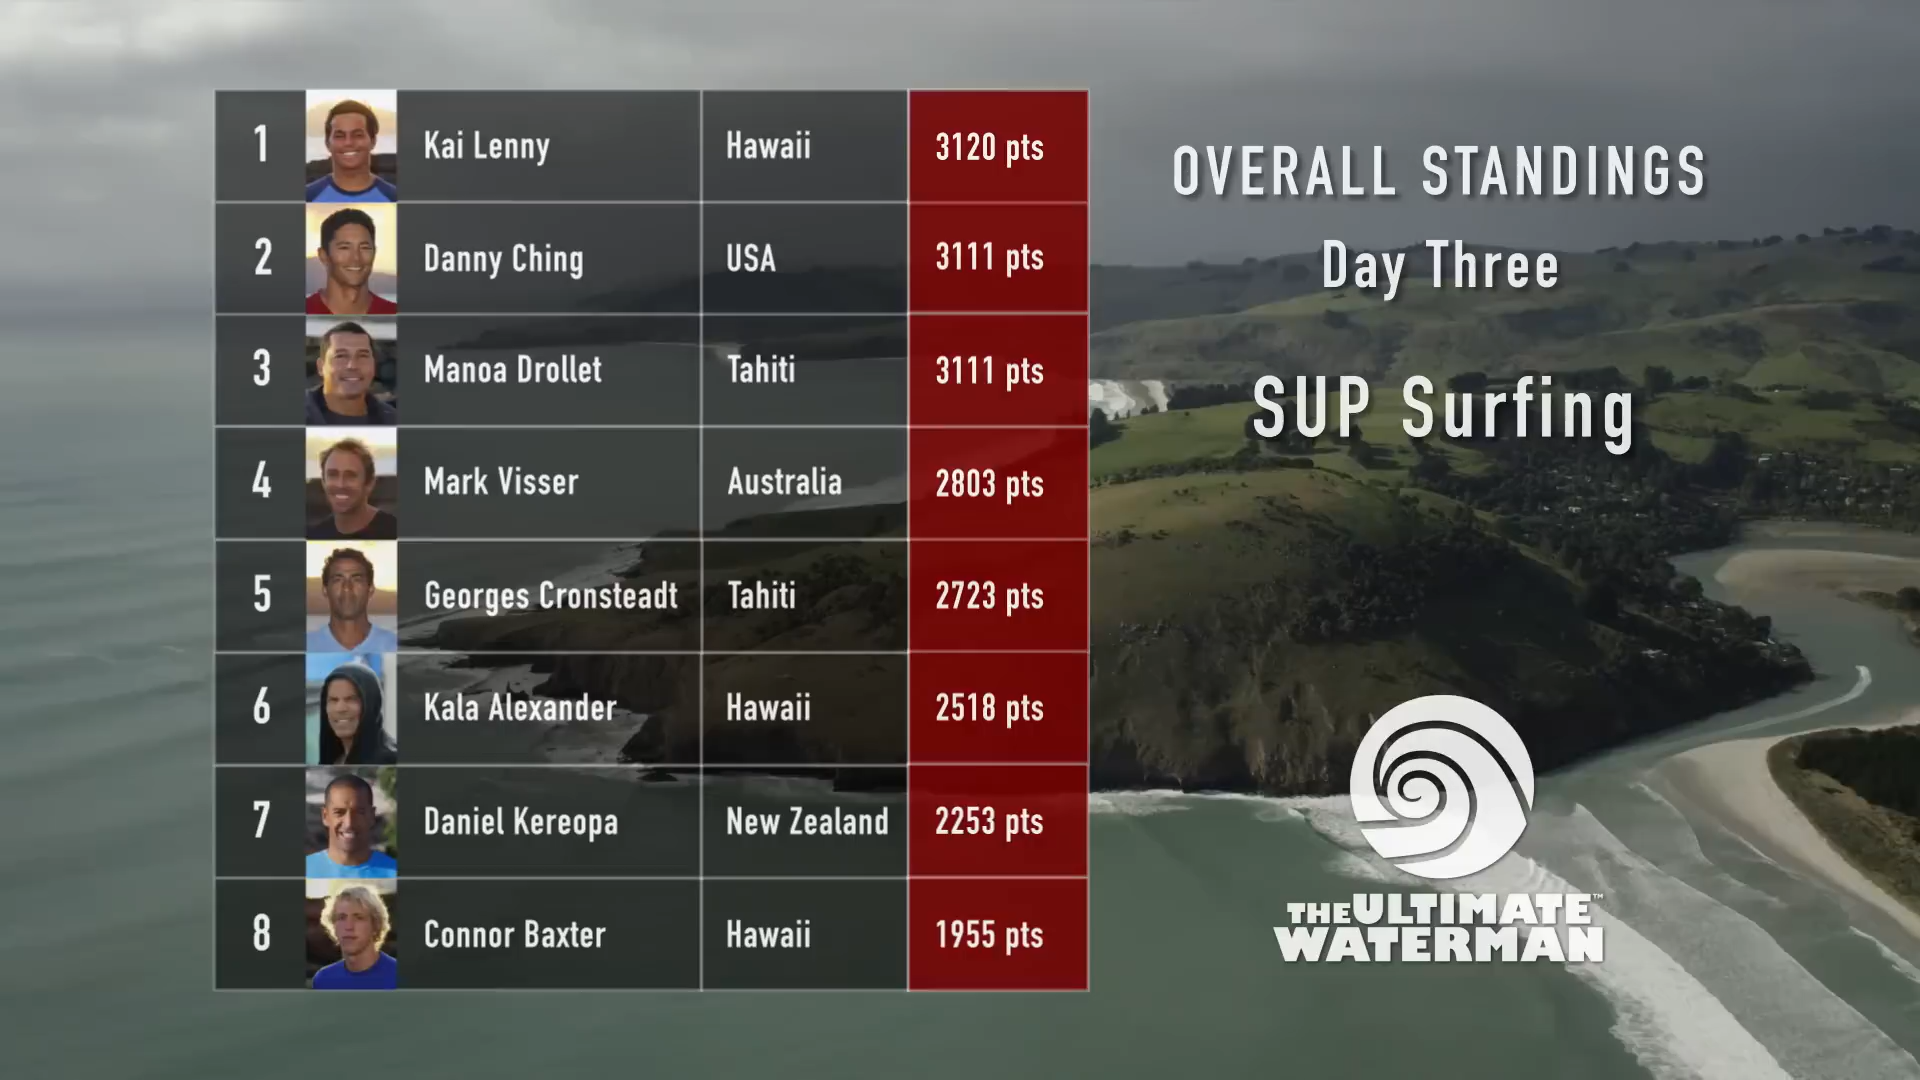 1 Kai Lenny Hawaii 3120 pts
2 Danny Ching USA 3111 pts
3 Manoa Drollet Tahiti 3111 pts
4 Mark Visser Australia 2803 pts
5 Georges Cronsteadt Tahiti 2723 pts
6 Kala Alexander Hawaii 2518 pts
7 Daniel Kereopa New Zealand 2253 pts
8 Connor Baxter Hawaii 1955 pts
OVERALL STANDINGS
Day Three
SUP Surfing
THE ULTIMATE™
WATERMAN